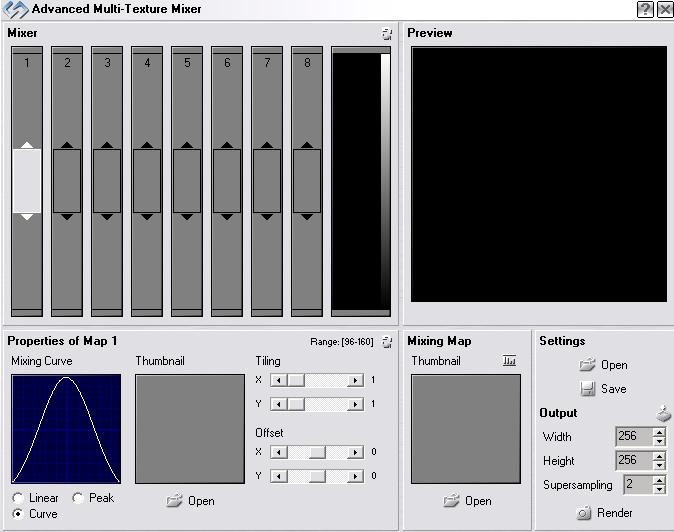 Advanced Multi-Texture Mixer ?
Mixer
1 2 3 4 5 6 7 8
Preview
Properties of Map 1 Range: [96-160]
Mixing Curve Thumbnail Tiling
X 1
Y 1
Offset
X 0
Y 0
Linear Peak
Curve
Open
Mixing Map
Thumbnail
Open
Settings
Open
Save
Output
Width 256
Height 256
Supersampling 2
Render